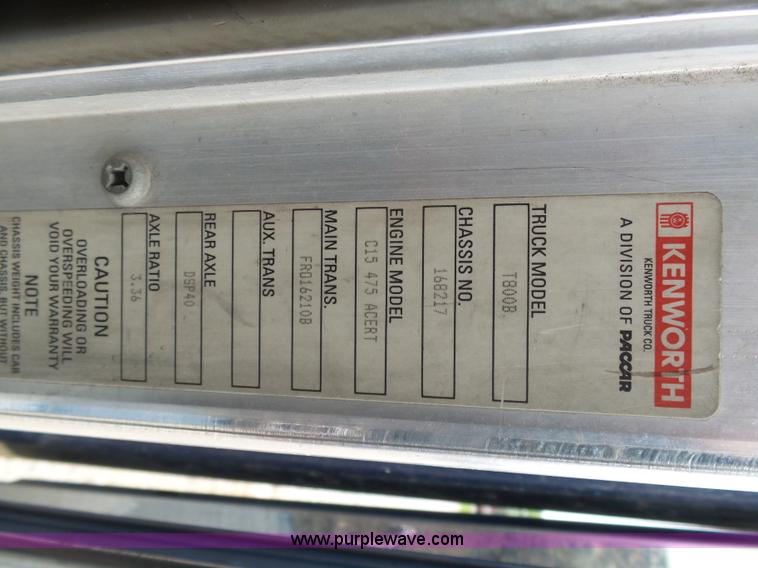 KENWORTH
KENWORTH TRUCK CO.
A DIVISION OF PACCAR
TRUCK MODEL
T800B
CHASSIS NO.
168217
ENGINE MODEL
C15 475 ACERT
MAIN TRANS.
FRO16210B
AUX. TRANS
REAR AXLE
DSP40
AXLE RATIO
3.36
CAUTION
OVERLOADING OR
OVERSPEEDING WILL
VOID YOUR WARRANTY
NOTE
CHASSIS WEIGHT INCLUDES CAB
AND CHASSIS, BUT WITHOUT
www.purplewave.com